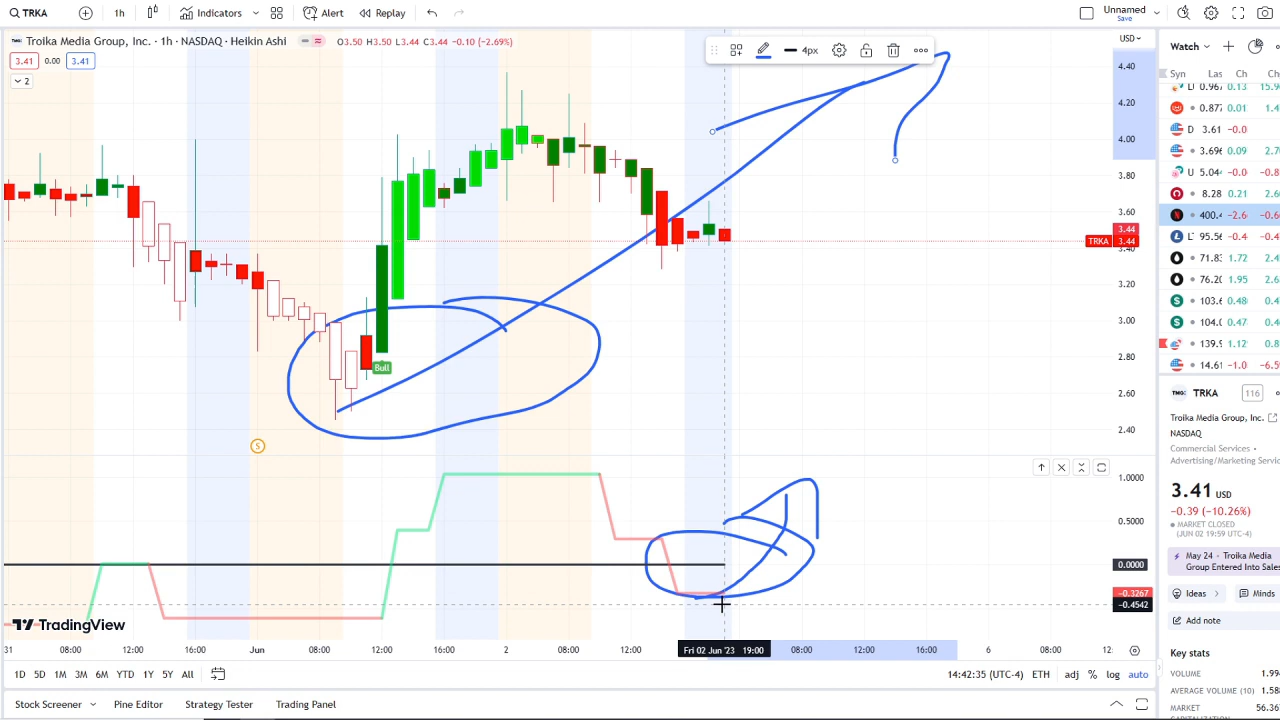 TRKA 1h Indicators Alert Replay Unnamed
Save
Troika Media Group, Inc. · 1h · NASDAQ · Heikin Ashi O3.50 H3.50 L3.44 C3.44 -0.10 (-2.69%)
3.41 0.00 3.41
2
4px
USD
4.40
4.20
4.00
3.80
3.60
3.44
TRKA 3.44
3.40
3.20
3.00
2.80
2.60
2.40
Bull
S
1.0000
0.5000
0.0000
-0.3267
-0.4542
TradingView
31 08:00 12:00 16:00 Jun 08:00 12:00 16:00 2 08:00 12:00 Fri 02 Jun '23 19:00 08:00 12:00 16:00 6 08:00 12:
1D 5D 1M 3M 6M YTD 1Y 5Y All 14:42:35 (UTC-4) ETH adj % log auto
Stock Screener Pine Editor Strategy Tester Trading Panel
Watch
Syn Las Ch Ch
0.967 0.13 15.9
0.877 0.01 1.4
D 3.61 -0.0
3.696 0.09 2.7
U 5.04 -0.0 -0.8
8.28 0.21 2.6
400.4 -2.6 -0.6
95.56 -0.4 -0.4
71.83 1.72 2.4
76.20 1.95 2.6
103.6 0.48
104.0 0.47
139.9 1.12 0.8
14.61 -1.0 -6.5
TRKA 116
Troika Media Group, Inc.
NASDAQ
Commercial Services •
Advertising/Marketing Servic
3.41 USD
-0.39 (-10.26%)
MARKET CLOSED
(JUN 02 19:59 UTC-4)
May 24 · Troika Media
Group Entered Into Sales
Ideas Minds
Add note
Key stats
VOLUME 1.99
AVERAGE VOLUME (10) 1.58
MARKET 56.36